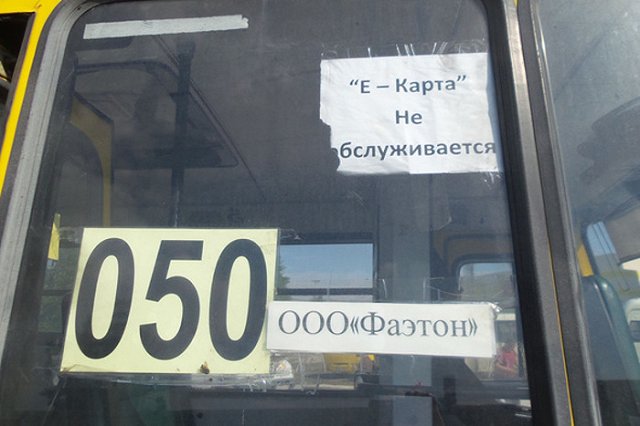 “Е – Карта”
Не
обслуживается
050
ООО«Фаэтон»